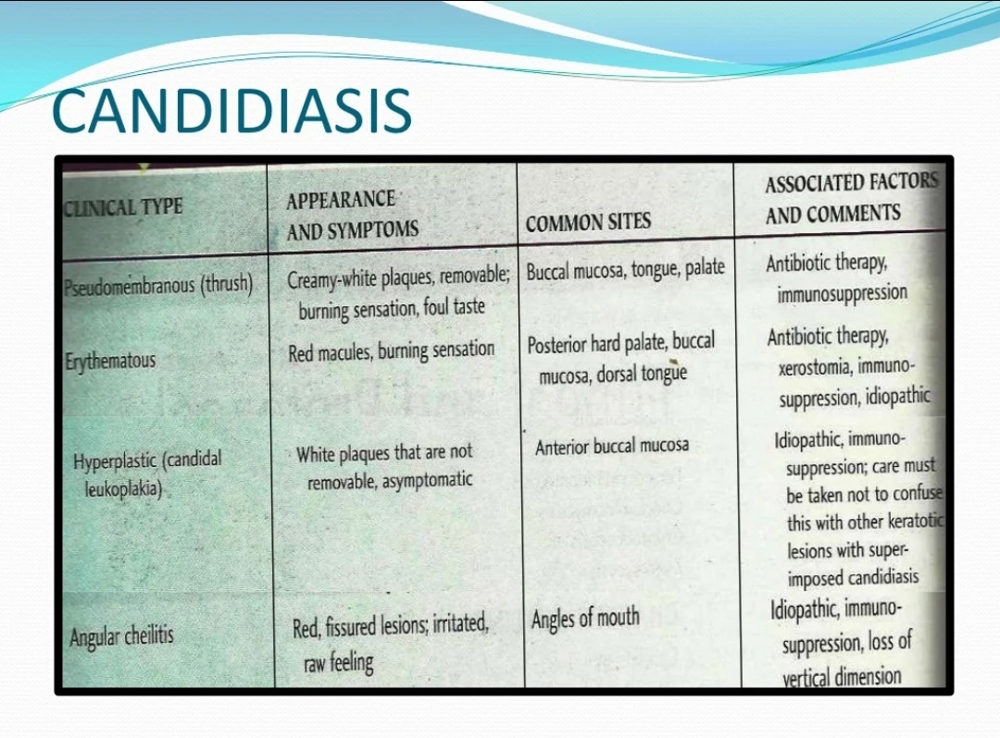 CANDIDIASIS
CLINICAL TYPE
APPEARANCE
AND SYMPTOMS
COMMON SITES
ASSOCIATED FACTORS
AND COMMENTS
Pseudomembranous (thrush)
Creamy-white plaques, removable;
burning sensation, foul taste
Buccal mucosa, tongue, palate
Antibiotic therapy,
immunosuppression
Erythematous
Red macules, burning sensation
Posterior hard palate, buccal
mucosa, dorsal tongue
Antibiotic therapy,
xerostomia, immuno-
suppression, idiopathic
Hyperplastic (candidal
leukoplakia)
White plaques that are not
removable, asymptomatic
Anterior buccal mucosa
Idiopathic, immuno-
suppression; care must
be taken not to confuse
this with other keratotic
lesions with super-
imposed candidiasis
Angular cheilitis
Red, fissured lesions; irritated,
raw feeling
Angles of mouth
Idiopathic, immuno-
suppression, loss of
vertical dimension